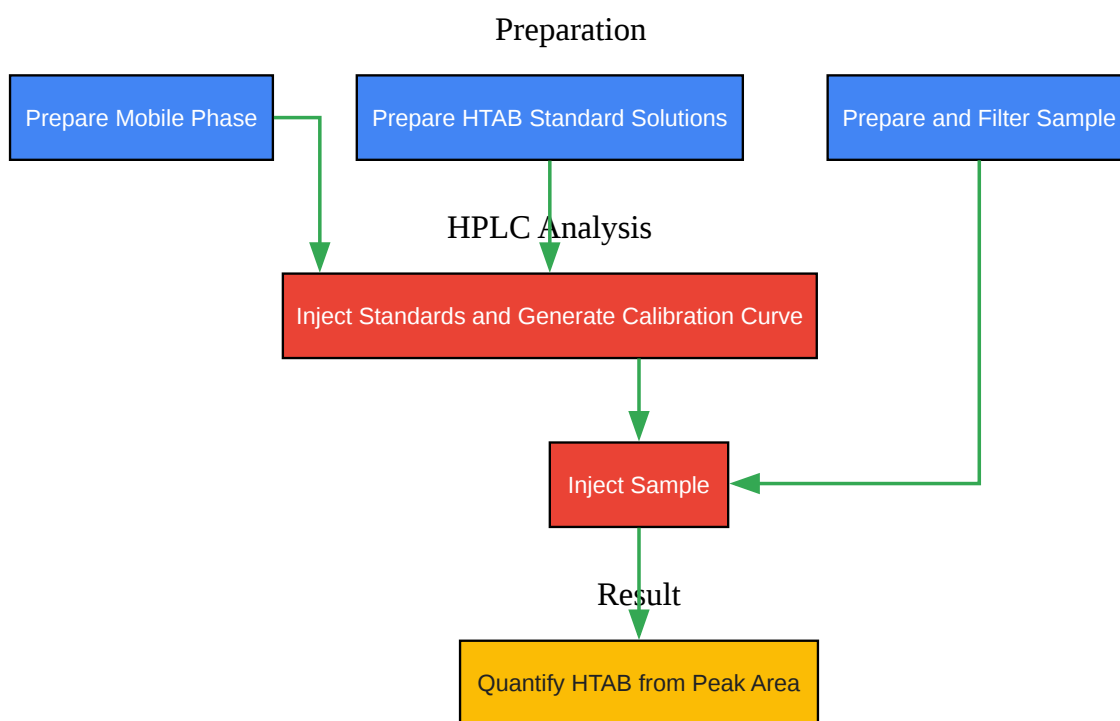 Preparation
Prepare Mobile Phase
Prepare HTAB Standard Solutions
Prepare and Filter Sample
HPLC Analysis
Inject Standards and Generate Calibration Curve
Inject Sample
Result
Quantify HTAB from Peak Area